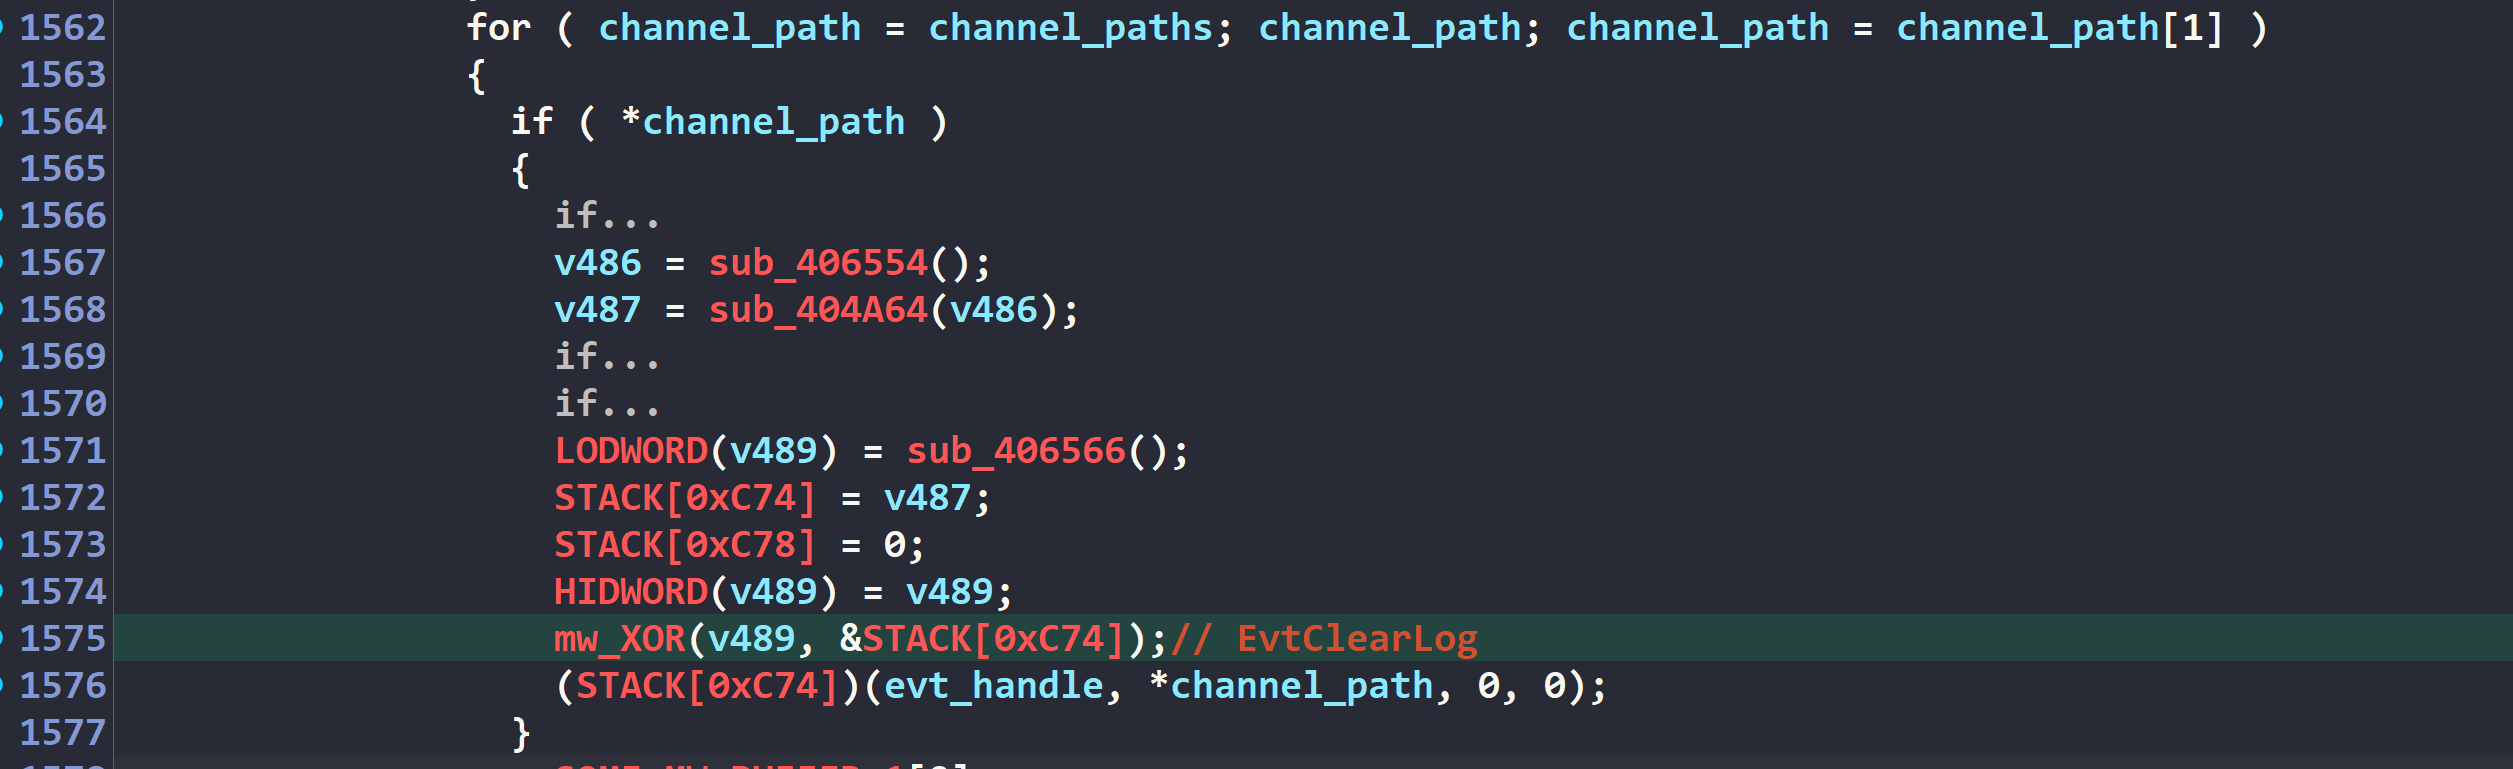 1562 for ( channel_path = channel_paths; channel_path; channel_path = channel_path[1] )
1563 {
1564 if ( *channel_path )
1565 {
1566 if...
1567 v486 = sub_406554();
1568 v487 = sub_404A64(v486);
1569 if...
1570 if...
1571 LODWORD(v489) = sub_406566();
1572 STACK[0xC74] = v487;
1573 STACK[0xC78] = 0;
1574 HIDWORD(v489) = v489;
1575 mw_XOR(v489, &STACK[0xC74]);// EvtClearLog
1576 (STACK[0xC74])(evt_handle, *channel_path, 0, 0);
1577 }